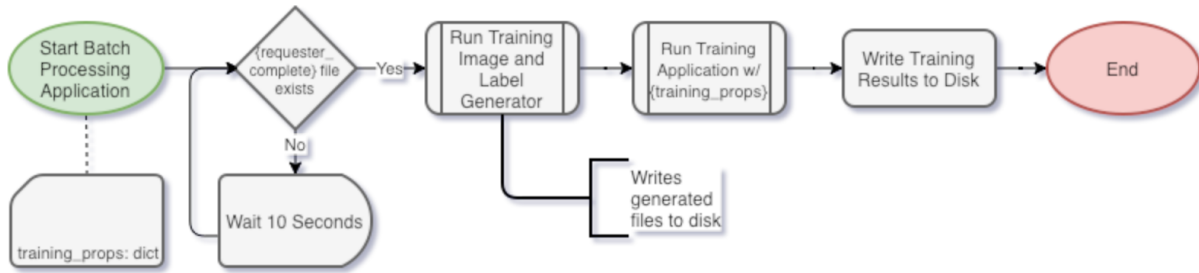 Start Batch
Processing
Application
{requester_
complete} file
exists
Yes
Run Training
Image and
Label
Generator
Run Training
Application w/
{training_props}
Write Training
Results to Disk
End
No
training_props: dict
Wait 10 Seconds
Writes
generated
files to disk